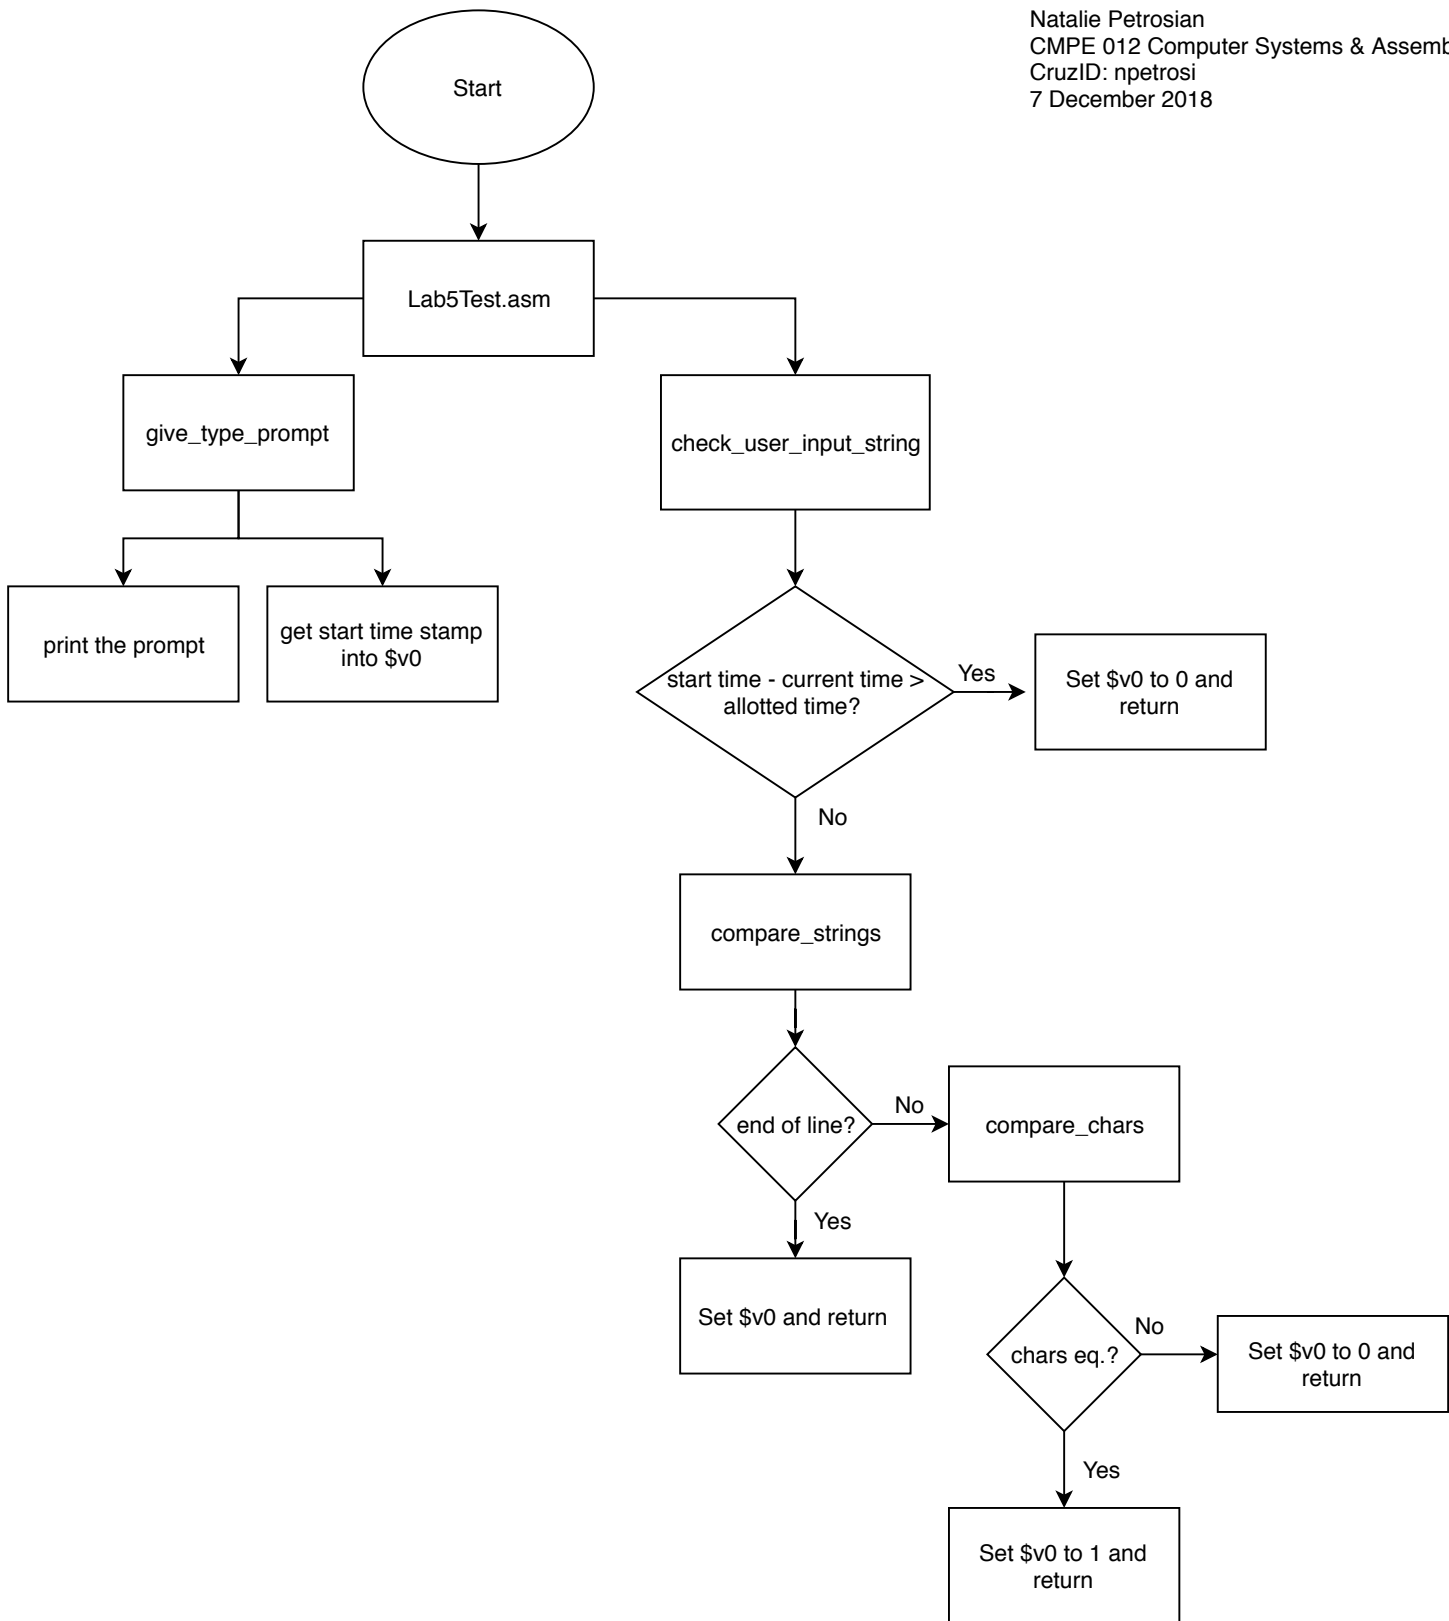 Natalie Petrosian
CMPE 012 Computer Systems & Assemb
CruzID: npetrosi
7 December 2018
Start
Lab5Test.asm
give_type_prompt
check_user_input_string
print the prompt
get start time stamp
into $v0
start time - current time >
allotted time?
Yes
Set $v0 to 0 and
return
No
compare_strings
end of line?
No
compare_chars
Yes
Set $v0 and return
chars eq.?
No
Set $v0 to 0 and
return
Yes
Set $v0 to 1 and
return